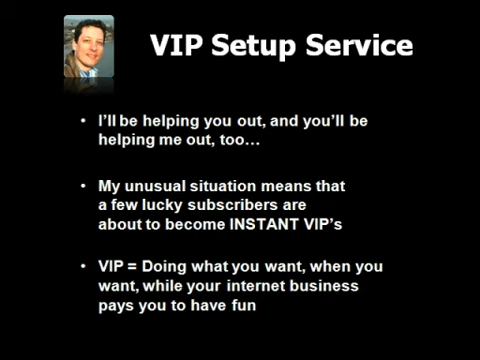 VIP Setup Service
• I'll be helping you out, and you'll be
helping me out, too…
• My unusual situation means that
a few lucky subscribers are
about to become INSTANT VIP's
• VIP = Doing what you want, when you
want, while your internet business
pays you to have fun